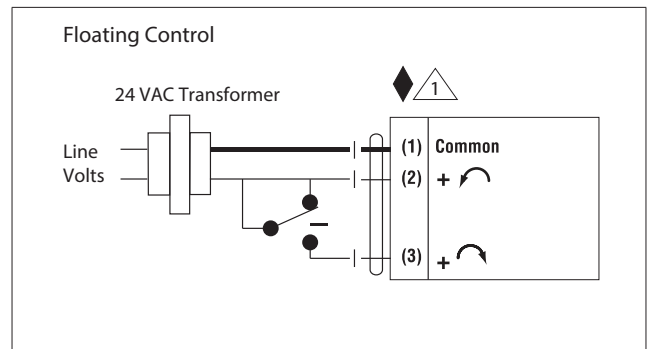 Floating Control
24 VAC Transformer
1
Line
Volts
(1) Common
(2) +
(3) +